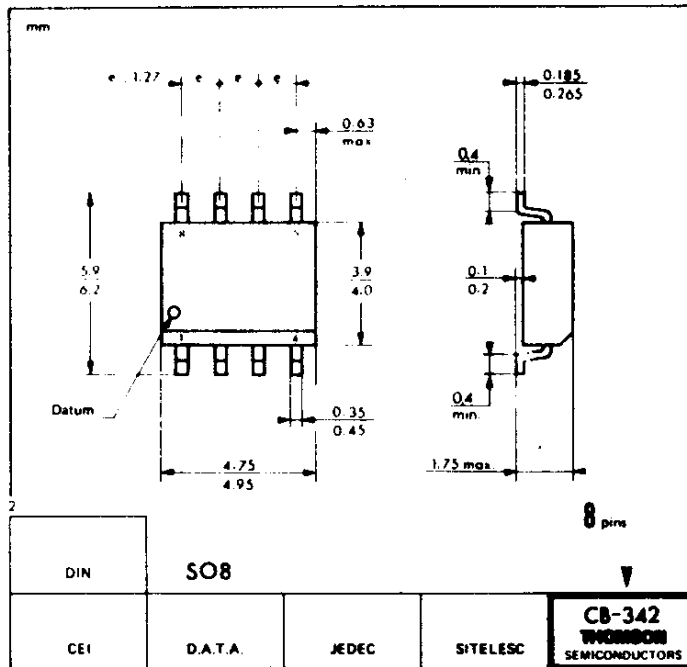 mm
e : 1.27 e e e
0.63
max
5.9
6.2
8 5
3.9
4.0
1 4
Datum
0.35
0.45
4.75
4.95
0.185
0.265
0.4
min
0.1
0.2
0.4
min.
1.75 max.
2
8 pins
DIN
SO8
CEI
D.A.T.A.
JEDEC
SITELESC
CB-342
THOMSON
SEMICONDUCTORS